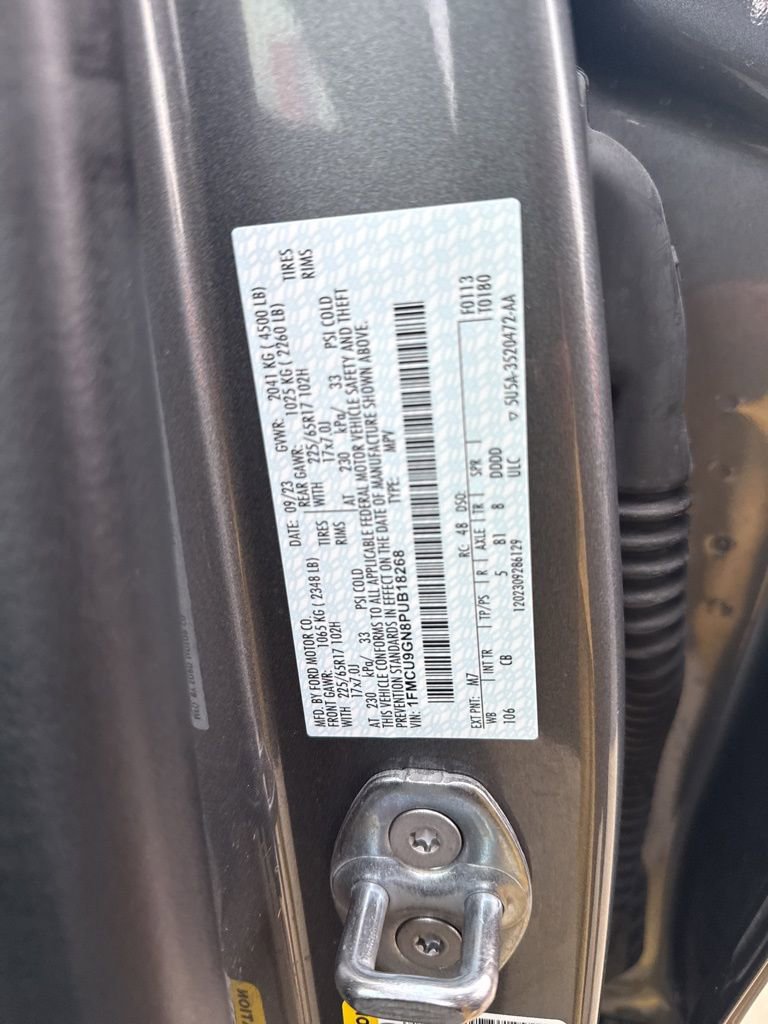 MFD. BY FORD MOTOR CO.
DATE: 09/23 GVWR: 2041 KG ( 4500 LB)
FRONT GAWR: 1065 KG ( 2348 LB) REAR GAWR: 1025 KG ( 2260 LB)
WITH 225/65R17 102H TIRES WITH 225/65R17 102H TIRES
17x7.0J RIMS 17x7.0J RIMS
AT 230 kPa/ 33 PSI COLD AT 230 kPa/ 33 PSI COLD
THIS VEHICLE CONFORMS TO ALL APPLICABLE FEDERAL MOTOR VEHICLE SAFETY AND THEFT
PREVENTION STANDARDS IN EFFECT ON THE DATE OF MANUFACTURE SHOWN ABOVE.
VIN: 1FMCU9GN8PUB18268 TYPE: MPV
F0113
T0180
EXT PNT: M7 RC: 48 DSO:
WB INT TR TP/PS R AXLE TR SPR
106 CB 5 B1 8 DDDD
1202309286129 ULC 5U5A-3520472-AA